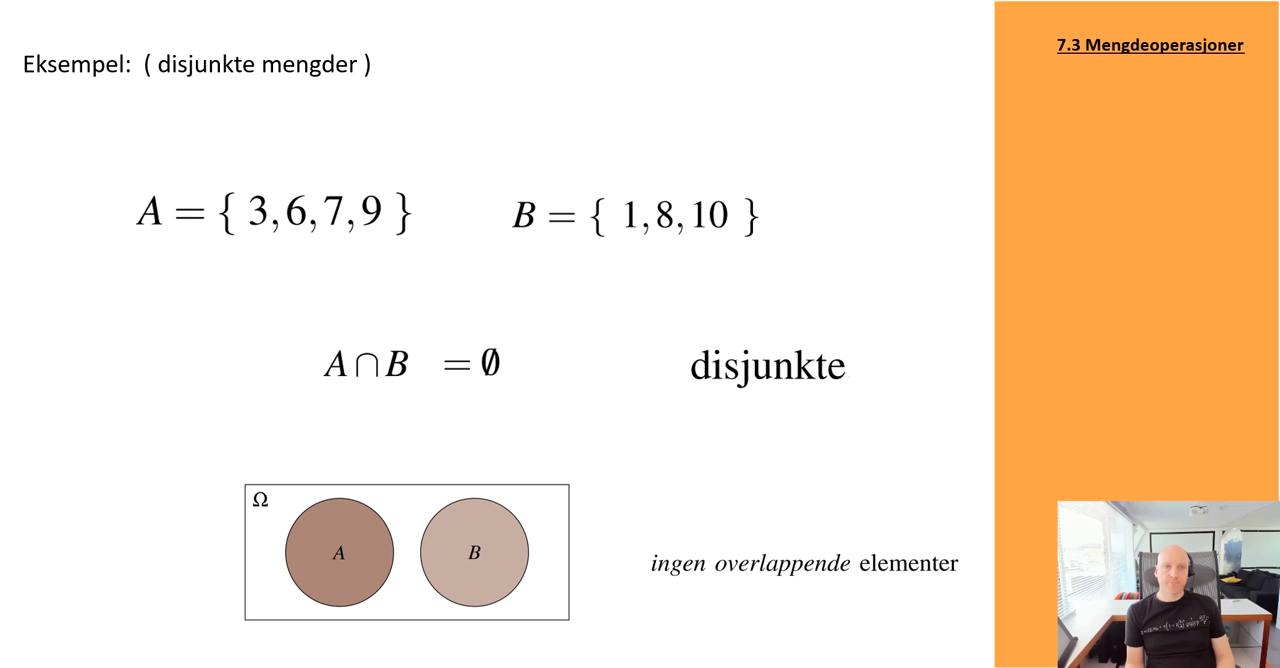 Eksempel: ( disjunkte mengder )
7.3 Mengdeoperasjoner
A = { 3, 6, 7, 9 }
B = { 1, 8, 10 }
A ∩ B = ∅
disjunkte
Ω
A
B
ingen overlappende elementer